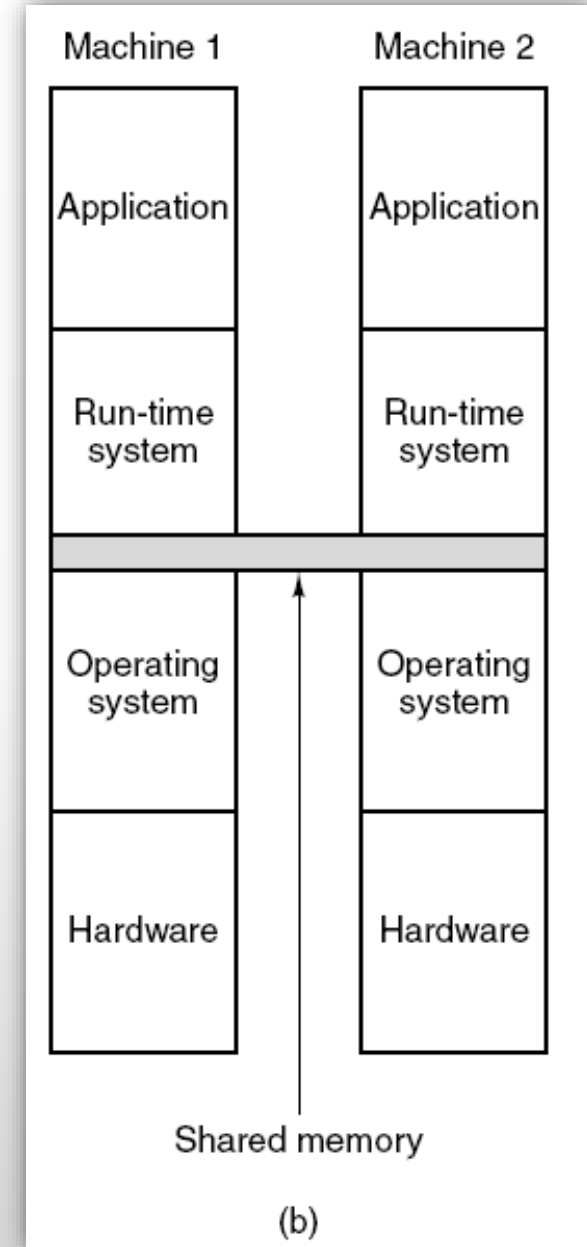 Machine 1
Machine 2
Application
Application
Run-time
system
Run-time
system
Operating
system
Operating
system
Hardware
Hardware
Shared memory
(b)